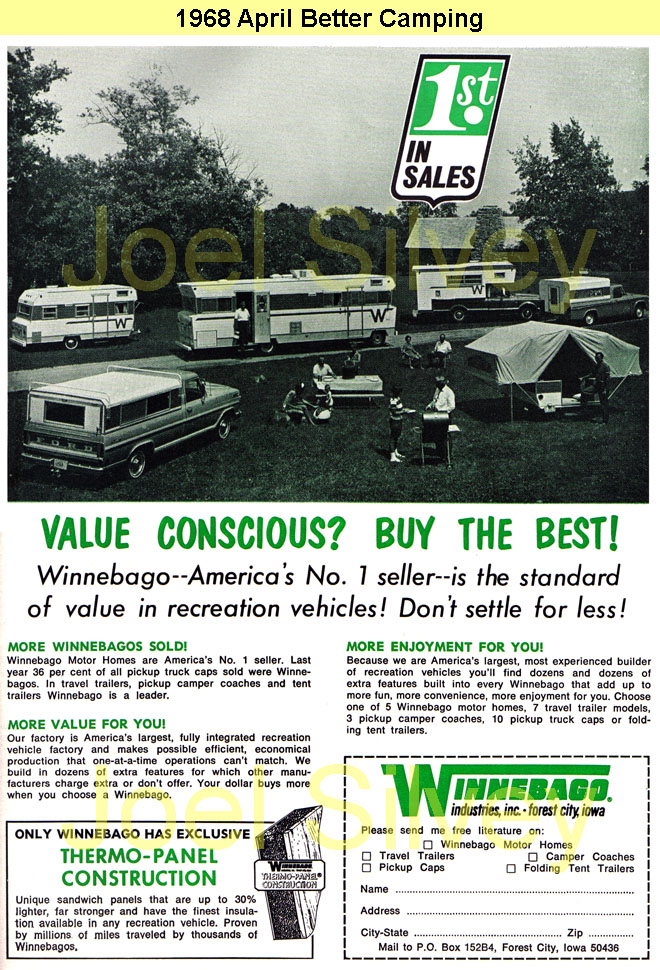 1968 April Better Camping
1st
IN
SALES
Joel Silvey
VALUE CONSCIOUS? BUY THE BEST!
Winnebago--America's No. 1 seller--is the standard
of value in recreation vehicles! Don't settle for less!
MORE WINNEBAGOS SOLD!
Winnebago Motor Homes are America's No. 1 seller. Last
year 36 per cent of all pickup truck caps sold were Winne-
bagos. In travel trailers, pickup camper coaches and tent
trailers Winnebago is a leader.
MORE VALUE FOR YOU!
Our factory is America's largest, fully integrated recreation
vehicle factory and makes possible efficient, economical
production that one-at-a-time operations can't match. We
build in dozens of extra features for which other manu-
facturers charge extra or don't offer. Your dollar buys more
when you choose a Winnebago.
ONLY WINNEBAGO HAS EXCLUSIVE
THERMO-PANEL
CONSTRUCTION
Unique sandwich panels that are up to 30%
lighter, far stronger and have the finest insula-
tion available in any recreation vehicle. Proven
by millions of miles traveled by thousands of
Winnebagos.
WINNEBAGO
THERMO-PANEL®
CONSTRUCTION
MORE ENJOYMENT FOR YOU!
Because we are America's largest, most experienced builder
of recreation vehicles you'll find dozens and dozens of
extra features built into every Winnebago that add up to
more fun, more convenience, more enjoyment for you. Choose
one of 5 Winnebago motor homes, 7 travel trailer models,
3 pickup camper coaches, 10 pickup truck caps or fold-
ing tent trailers.
WINNEBAGO®
industries, inc. • forest city, iowa
Please send me free literature on:
Winnebago Motor Homes
Travel Trailers Camper Coaches
Pickup Caps Folding Tent Trailers
Name
Address
City-State Zip
Mail to P.O. Box 152B4, Forest City, Iowa 50436
Joel Silvey